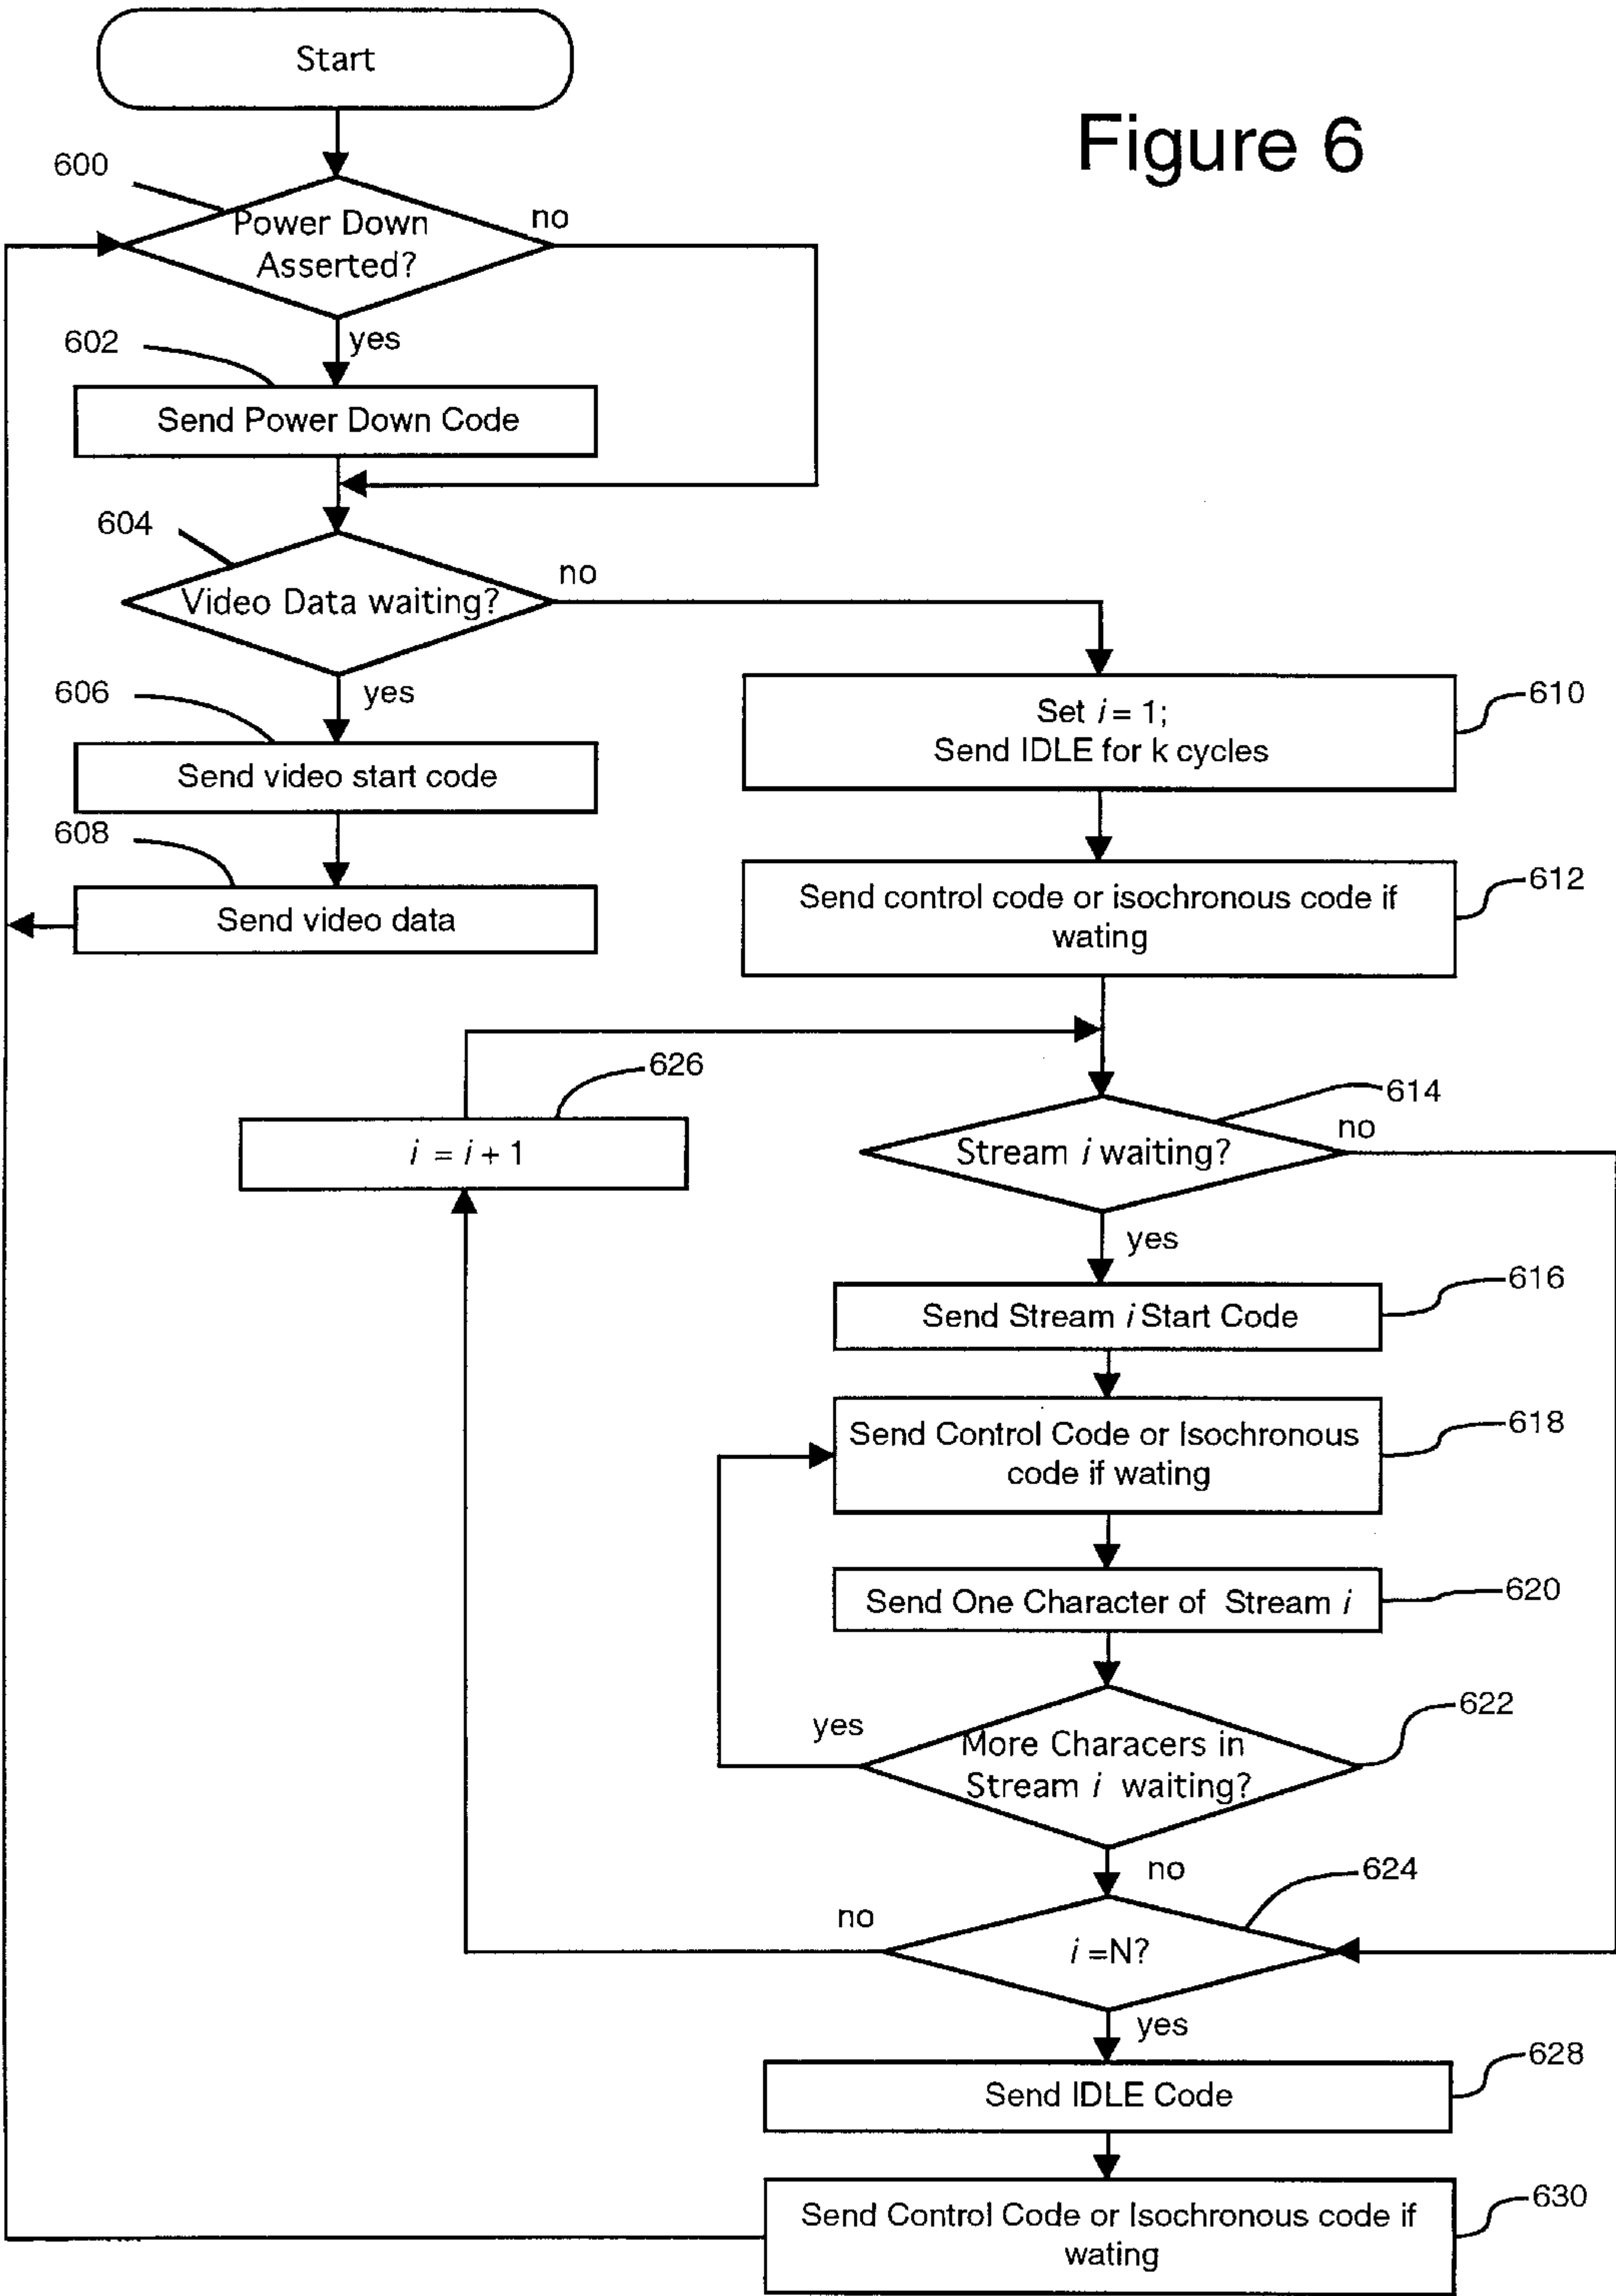 Start
Figure 6
600
Power Down
Asserted?
no
yes
602
Send Power Down Code
604
Video Data waiting?
no
yes
606
Send video start code
608
Send video data
Set i = 1;
Send IDLE for k cycles
610
Send control code or isochronous code if
wating
612
626
i = i + 1
614
Stream i waiting?
no
yes
616
Send Stream i Start Code
618
Send Control Code or Isochronous
code if wating
620
Send One Character of Stream i
622
yes
More Characers in
Stream i waiting?
no
624
no
i =N?
yes
628
Send IDLE Code
630
Send Control Code or Isochronous code if
wating